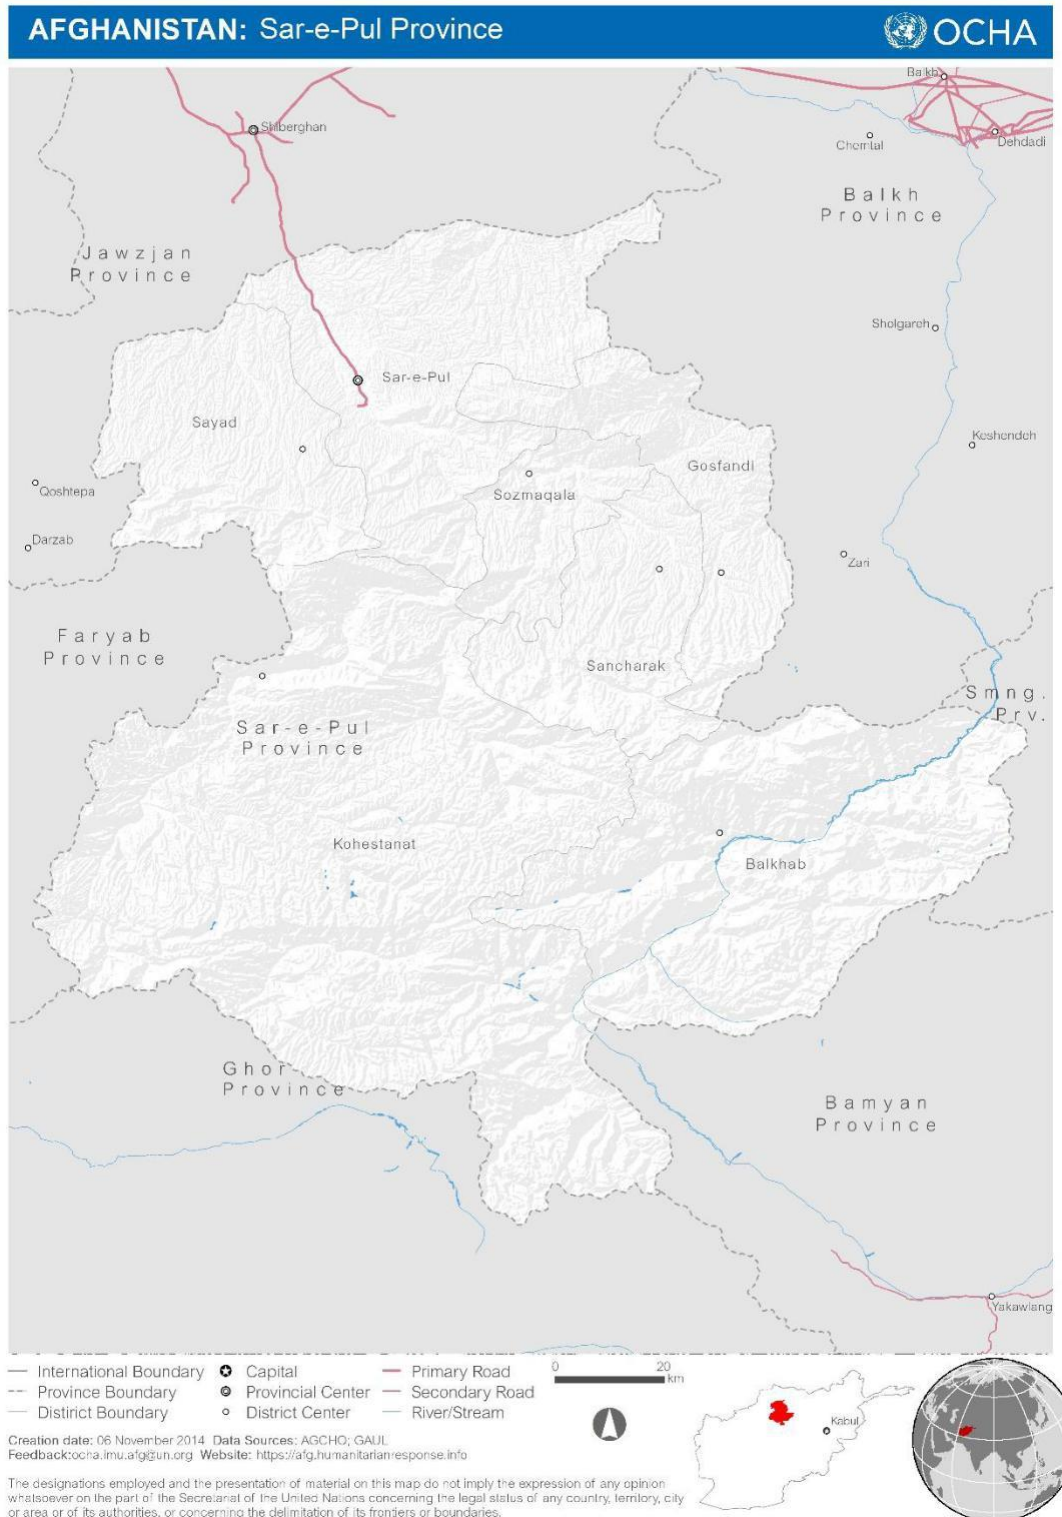 AFGHANISTAN: Sar-e-Pul Province
OCHA
Balkh
Shiberghan
Chemtal
Dehdadi
Balkh
Province
Jawzjan
Province
Sholgareh
Sar-e-Pul
Sayad
Keshendeh
Gosfandi
Qoshtepa
Sozmaqala
Darzab
Zari
Faryab
Province
Sancharak
Smng.
Prv.
Sar-e-Pul
Province
Kohestanat
Balkhab
Ghor
Province
Bamyan
Province
Yakawlang
International Boundary
Province Boundary
Distirict Boundary
Capital
Provincial Center
District Center
Primary Road
Secondary Road
River/Stream
0 20
km
Kabul
Creation date: 06 November 2014 Data Sources: AGCHO; GAUL
Feedback:ocha.imu.afg@un.org Website: https://afg.humanitarianresponse.info
The designations employed and the presentation of material on this map do not imply the expression of any opinion
whatsoever on the part of the Secretariat of the United Nations concerning the legal status of any country, territory, city
or area or of its authorities, or concerning the delimitation of its frontiers or boundaries.